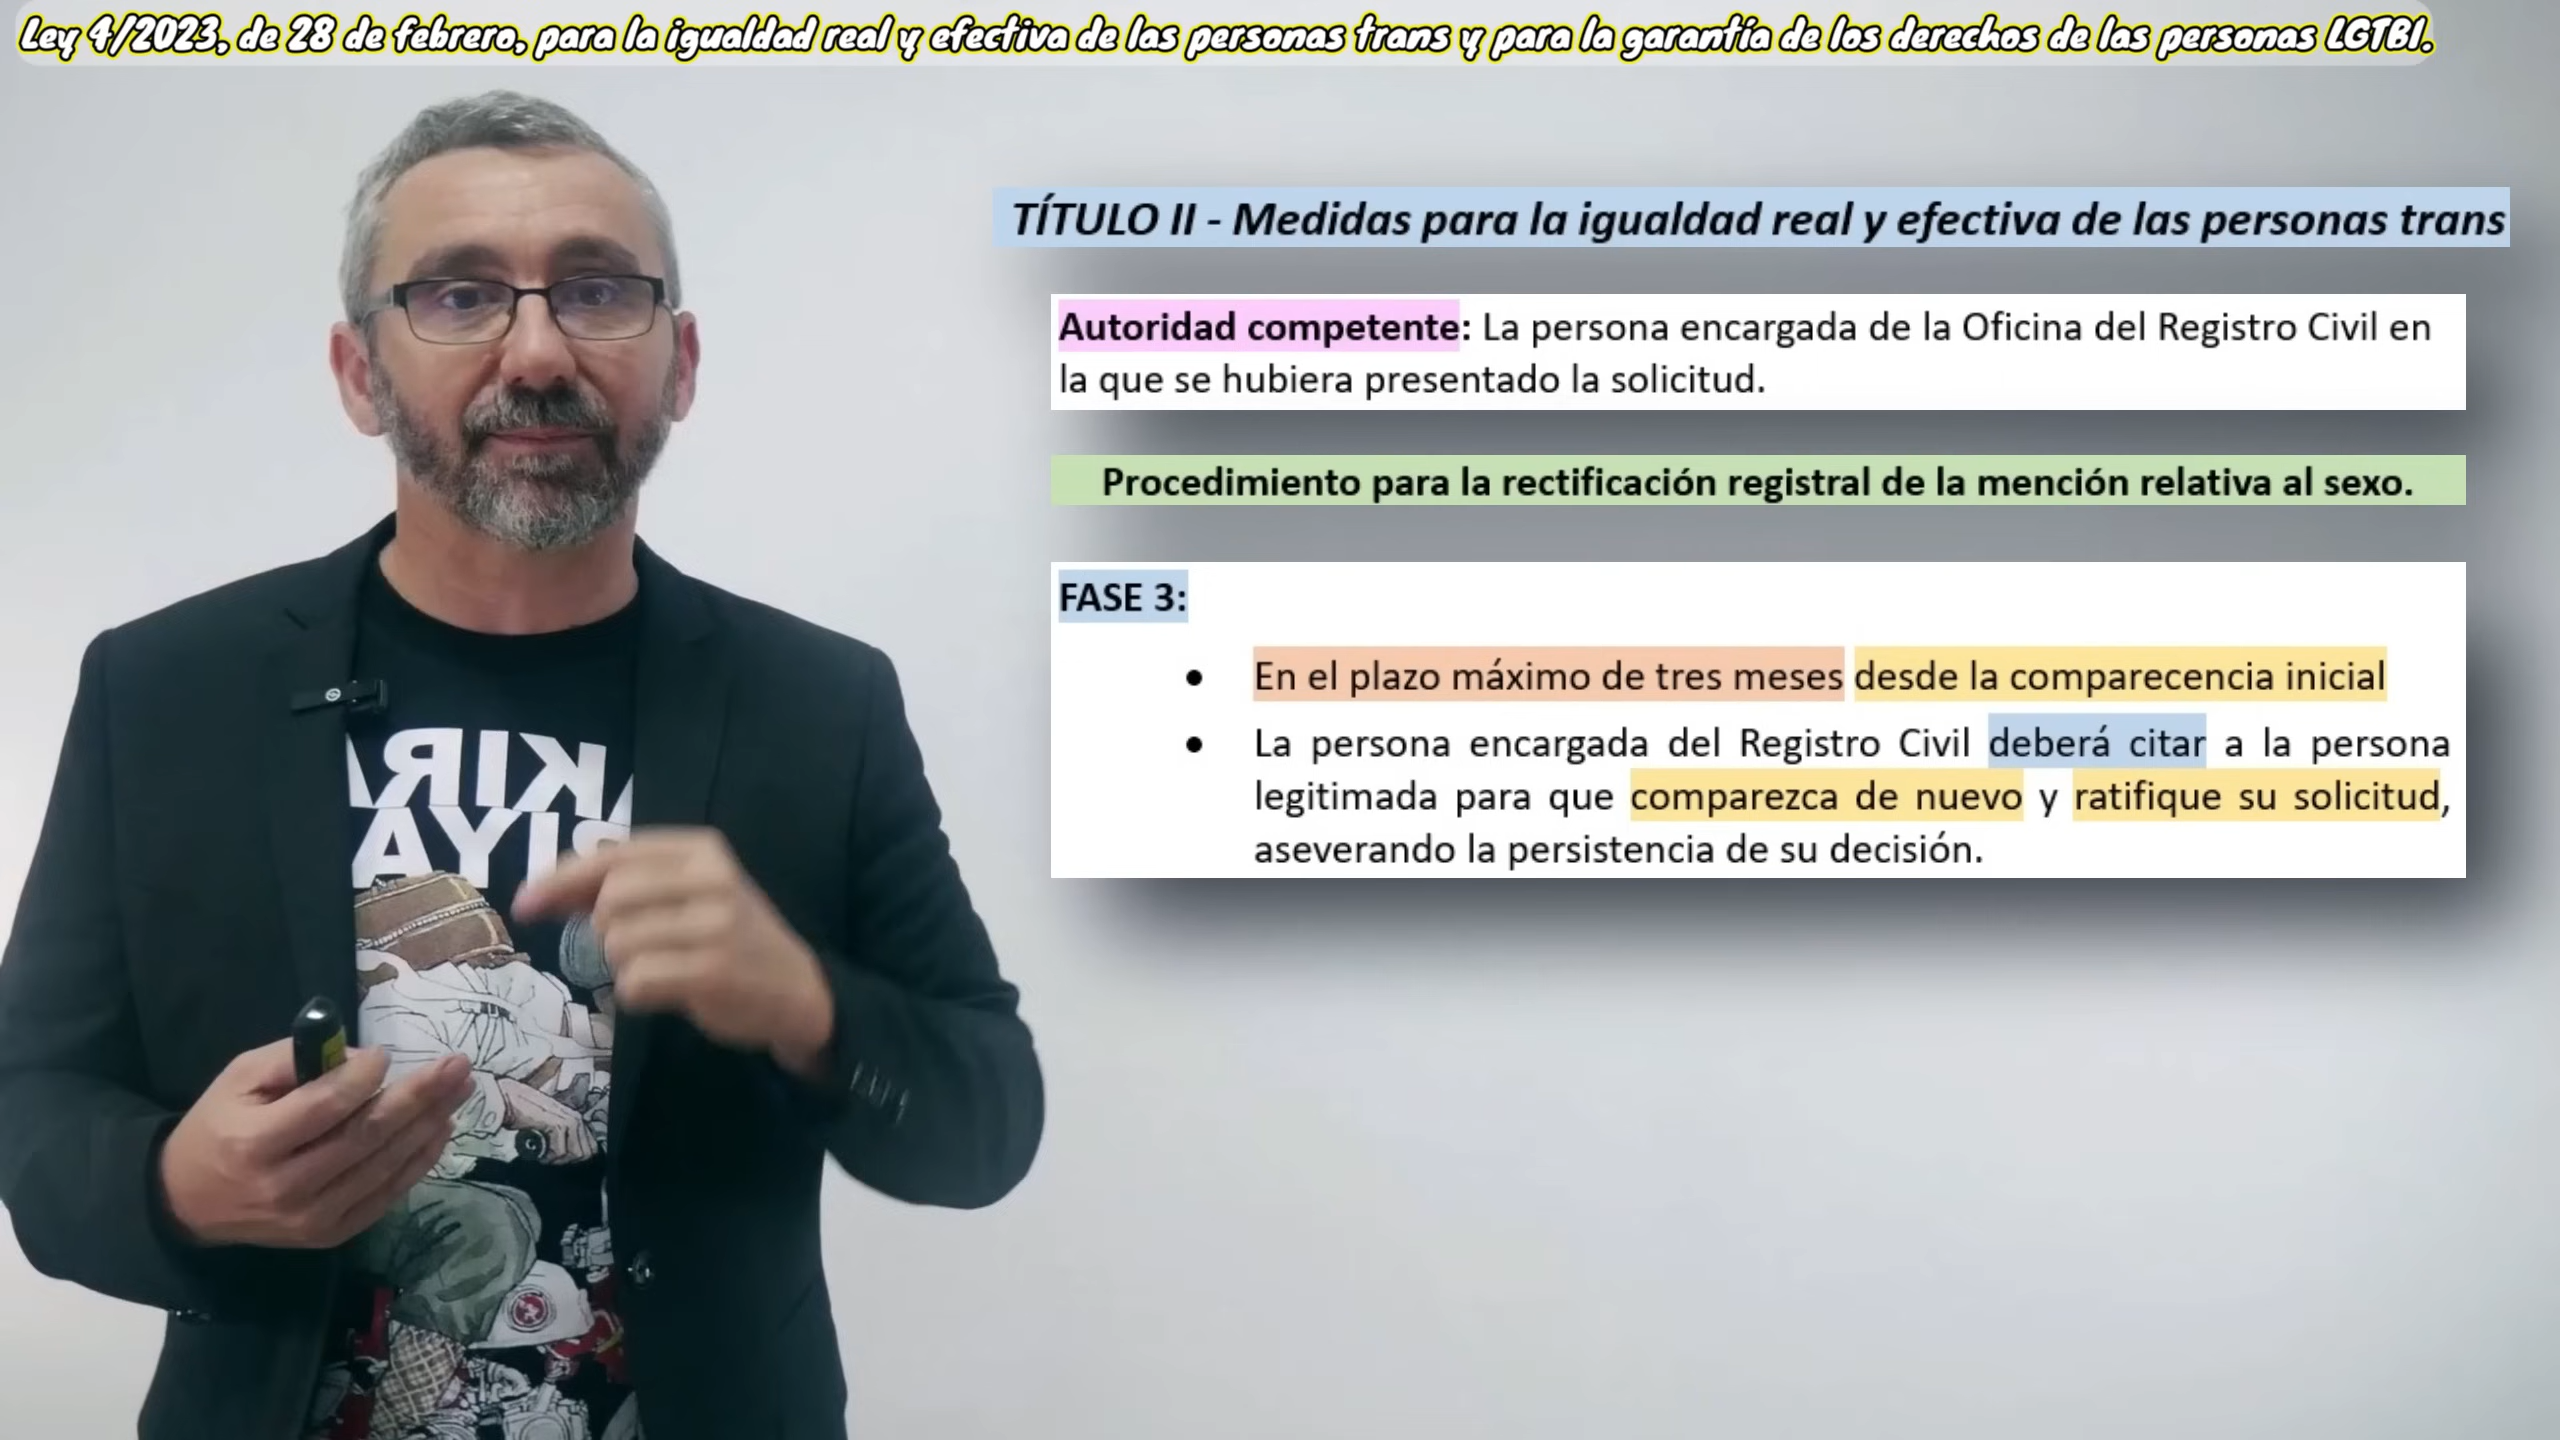 Ley 4/2023, de 28 de febrero, para la igualdad real y efectiva de las personas trans y para la garantía de los derechos de las personas LGTBI.
TÍTULO II - Medidas para la igualdad real y efectiva de las personas trans
Autoridad competente: La persona encargada de la Oficina del Registro Civil en
la que se hubiera presentado la solicitud.
Procedimiento para la rectificación registral de la mención relativa al sexo.
FASE 3:
• En el plazo máximo de tres meses desde la comparecencia inicial
• La persona encargada del Registro Civil deberá citar a la persona
legitimada para que comparezca de nuevo y ratifique su solicitud,
aseverando la persistencia de su decisión.